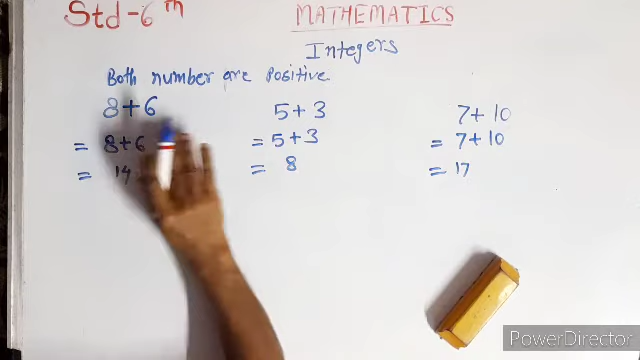 Std-6th MATHEMATICS
Integers
Both number are Positive
8+6 5+3 7+10
= 8+6 = 5+3 = 7+10
= 14 = 8 = 17
PowerDirector